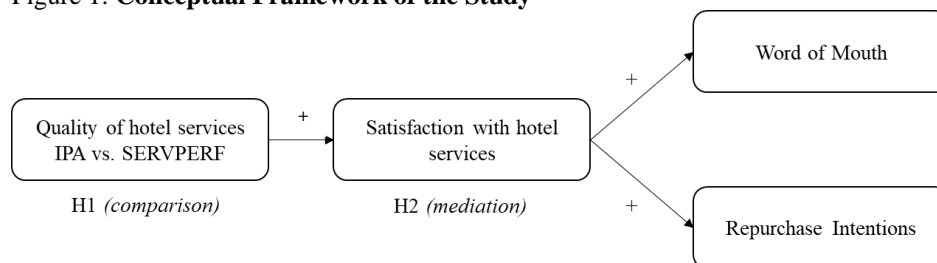 Figure 1: Conceptual Framework of the Study
Word of Mouth
+
+
Quality of hotel services
IPA vs. SERVPERF
Satisfaction with hotel
services
H1 (comparison)
H2 (mediation)
+
Repurchase Intentions